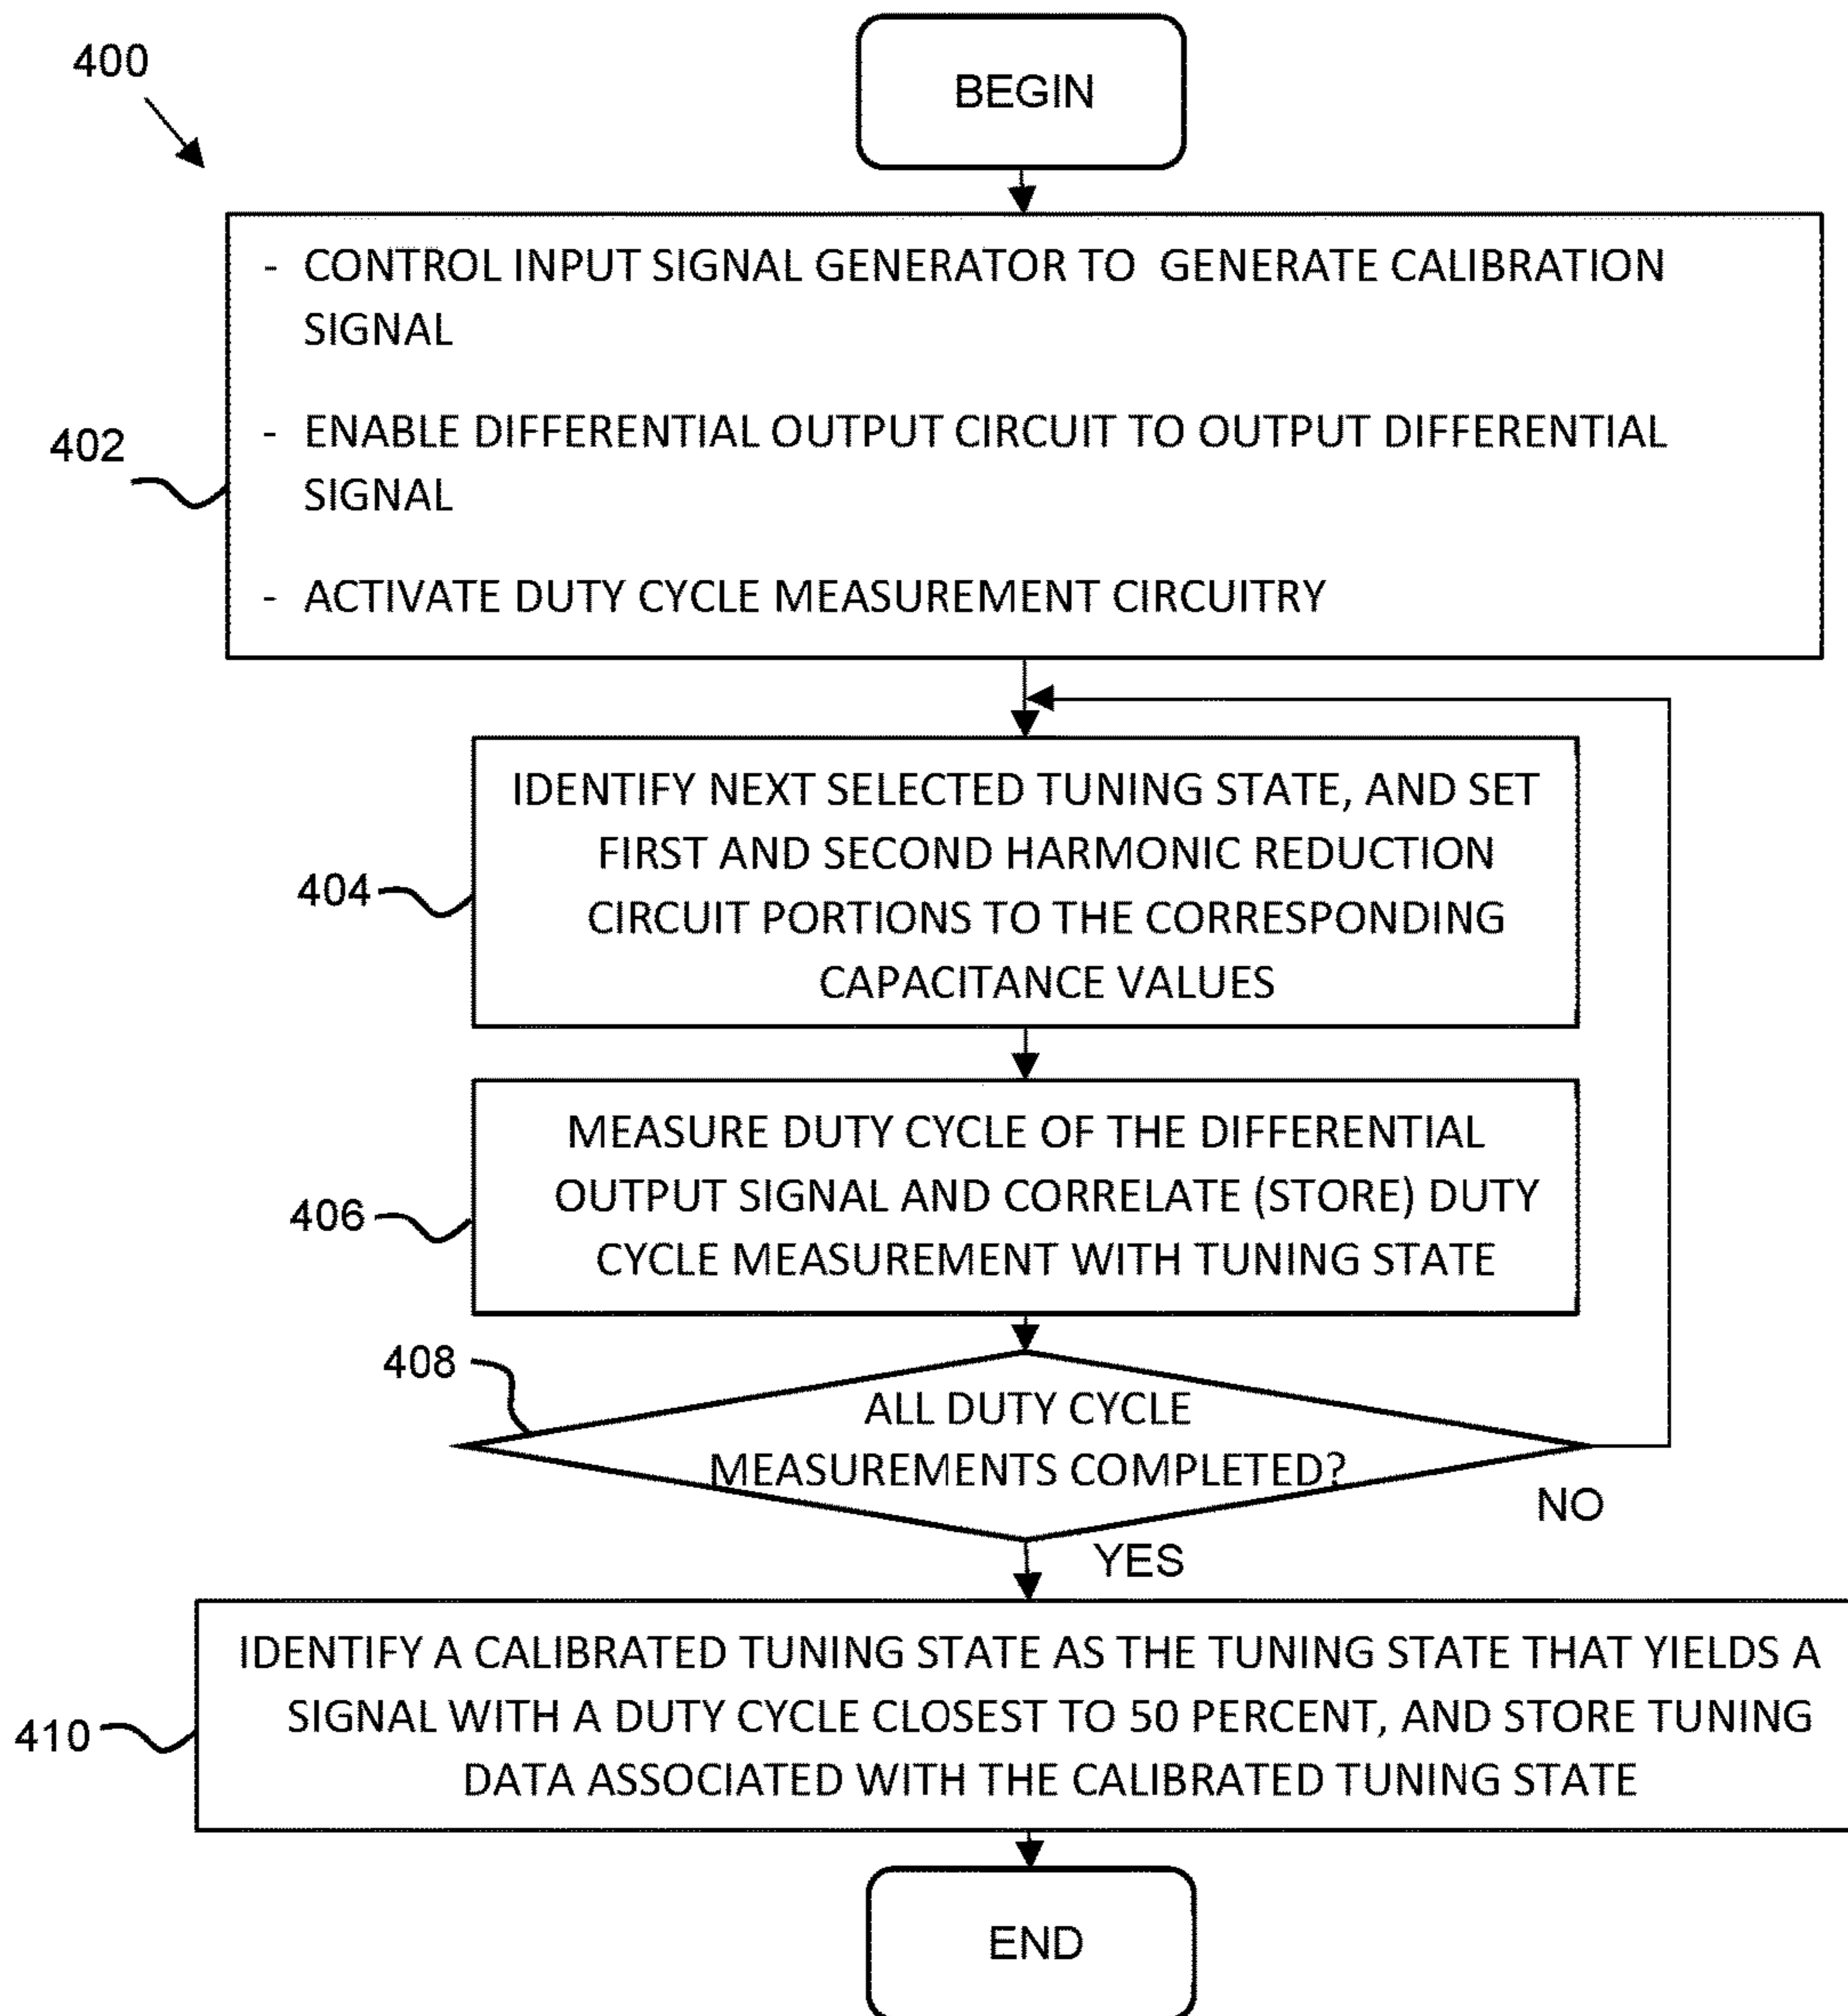 400
BEGIN
- CONTROL INPUT SIGNAL GENERATOR TO GENERATE CALIBRATION
SIGNAL
- ENABLE DIFFERENTIAL OUTPUT CIRCUIT TO OUTPUT DIFFERENTIAL
SIGNAL
- ACTIVATE DUTY CYCLE MEASUREMENT CIRCUITRY
402
IDENTIFY NEXT SELECTED TUNING STATE, AND SET
FIRST AND SECOND HARMONIC REDUCTION
CIRCUIT PORTIONS TO THE CORRESPONDING
CAPACITANCE VALUES
404
MEASURE DUTY CYCLE OF THE DIFFERENTIAL
OUTPUT SIGNAL AND CORRELATE (STORE) DUTY
CYCLE MEASUREMENT WITH TUNING STATE
406
408
ALL DUTY CYCLE
MEASUREMENTS COMPLETED?
NO
YES
IDENTIFY A CALIBRATED TUNING STATE AS THE TUNING STATE THAT YIELDS A
SIGNAL WITH A DUTY CYCLE CLOSEST TO 50 PERCENT, AND STORE TUNING
DATA ASSOCIATED WITH THE CALIBRATED TUNING STATE
410
END